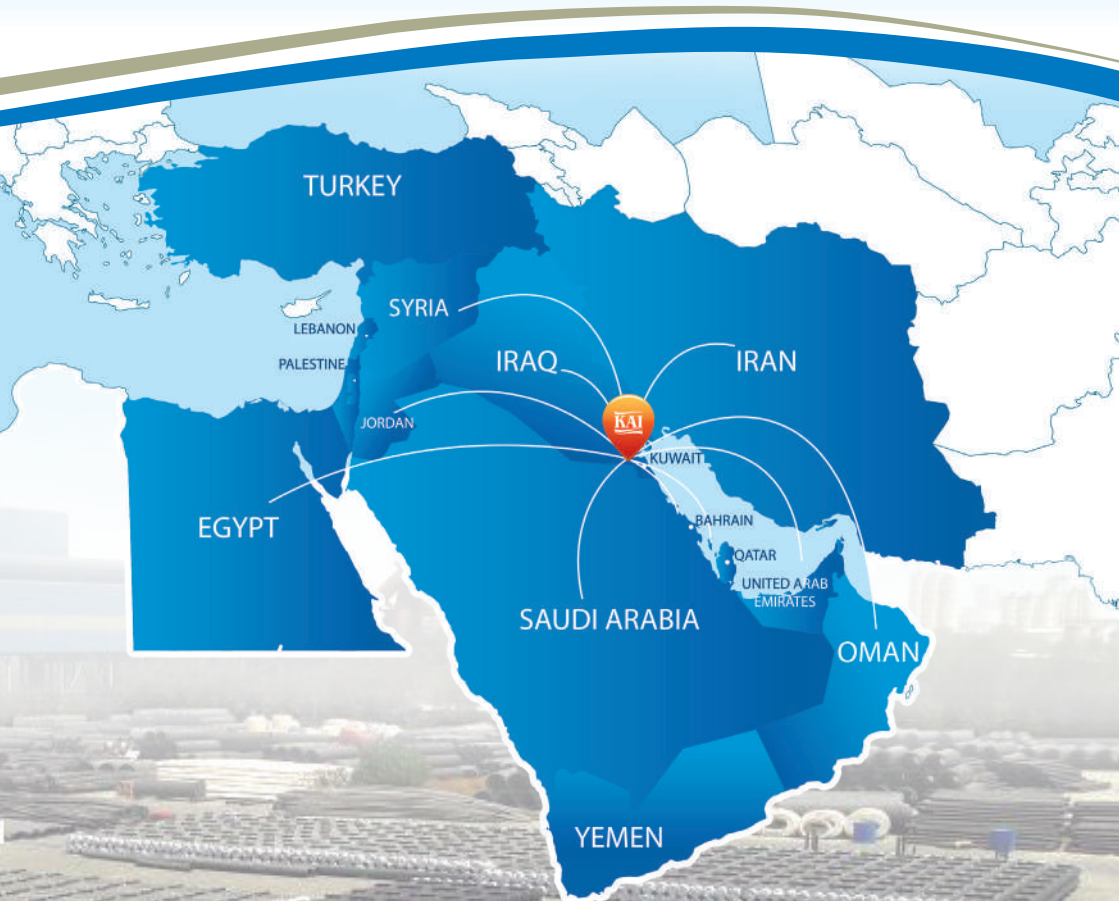 TURKEY
SYRIA
LEBANON
IRAQ
IRAN
PALESTINE
JORDAN
KAI
KUWAIT
EGYPT
BAHRAIN
QATAR
UNITED ARAB
EMIRATES
SAUDI ARABIA
OMAN
YEMEN